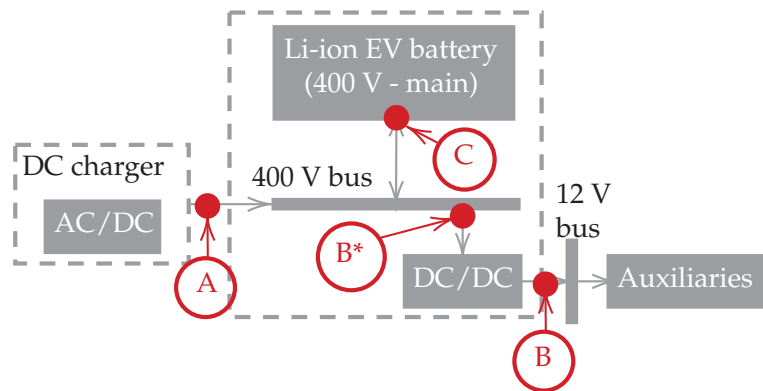 Li-ion EV battery
(400 V - main)
DC charger
AC/DC
400 V bus
C
12 V
bus
A
B*
DC/DC
Auxiliaries
B